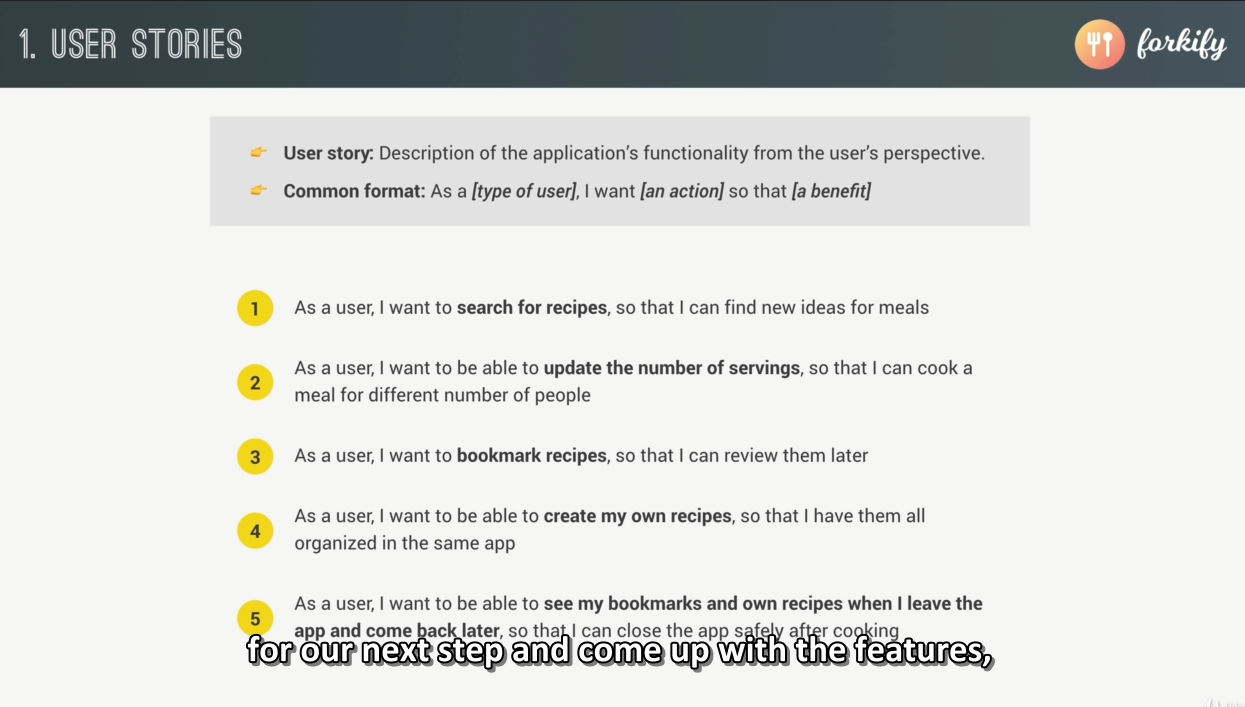 1. USER STORIES
forkify
User story: Description of the application's functionality from the user's perspective.
Common format: As a [type of user], I want [an action] so that [a benefit]
1 As a user, I want to search for recipes, so that I can find new ideas for meals
2 As a user, I want to be able to update the number of servings, so that I can cook a
meal for different number of people
3 As a user, I want to bookmark recipes, so that I can review them later
4 As a user, I want to be able to create my own recipes, so that I have them all
organized in the same app
5 As a user, I want to be able to see my bookmarks and own recipes when I leave the
app and come back later, so that I can close the app safely after cooking
for our next step and come up with the features,